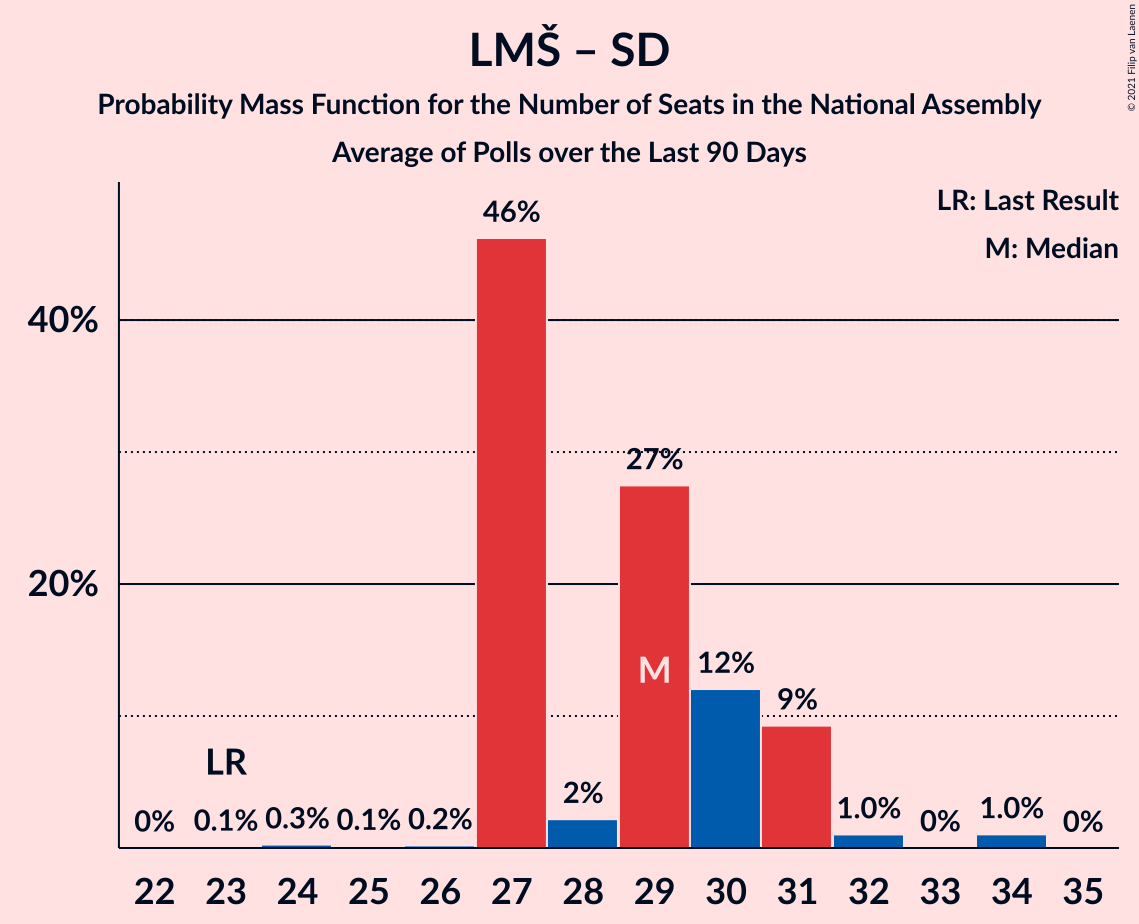 LMŠ – SD
Probability Mass Function for the Number of Seats in the National Assembly
Average of Polls over the Last 90 Days
© 2021 Filip van Laenen
LR: Last Result
M: Median
46%
40%
27%
20%
M
12%
9%
LR
2%
0% 0.1% 0.3% 0.1% 0.2% 1.0% 0% 1.0% 0%
22 23 24 25 26 27 28 29 30 31 32 33 34 35